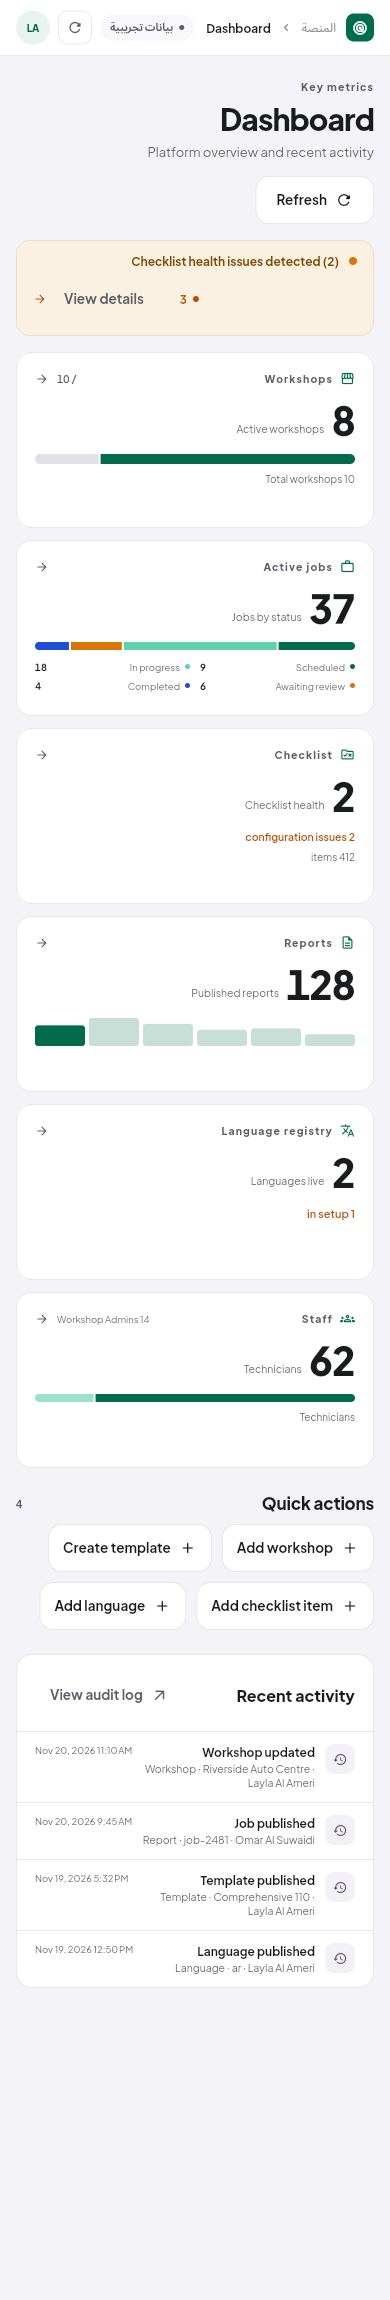 المنصة
Dashboard
بيانات تجريبية
LA
Key metrics
Dashboard
Platform overview and recent activity
Refresh
Checklist health issues detected (2)
3
View details
Workshops
10 /
8
Active workshops
Total workshops 10
Active jobs
37
Jobs by status
Scheduled 9
In progress 18
Awaiting review 6
Completed 4
Checklist
2
Checklist health
configuration issues 2
items 412
Reports
128
Published reports
Language registry
2
Languages live
in setup 1
Staff
Workshop Admins 14
62
Technicians
Technicians
Quick actions
4
Add workshop
Create template
Add checklist item
Add language
Recent activity
View audit log
Workshop updated
Nov 20, 2026 11:10 AM
Workshop · Riverside Auto Centre ·
Layla Al Ameri
Job published
Nov 20, 2026 9:45 AM
Report · job-2481 · Omar Al Suwaidi
Template published
Nov 19, 2026 5:32 PM
Template · Comprehensive 110 ·
Layla Al Ameri
Language published
Nov 19, 2026 12:50 PM
Language · ar · Layla Al Ameri